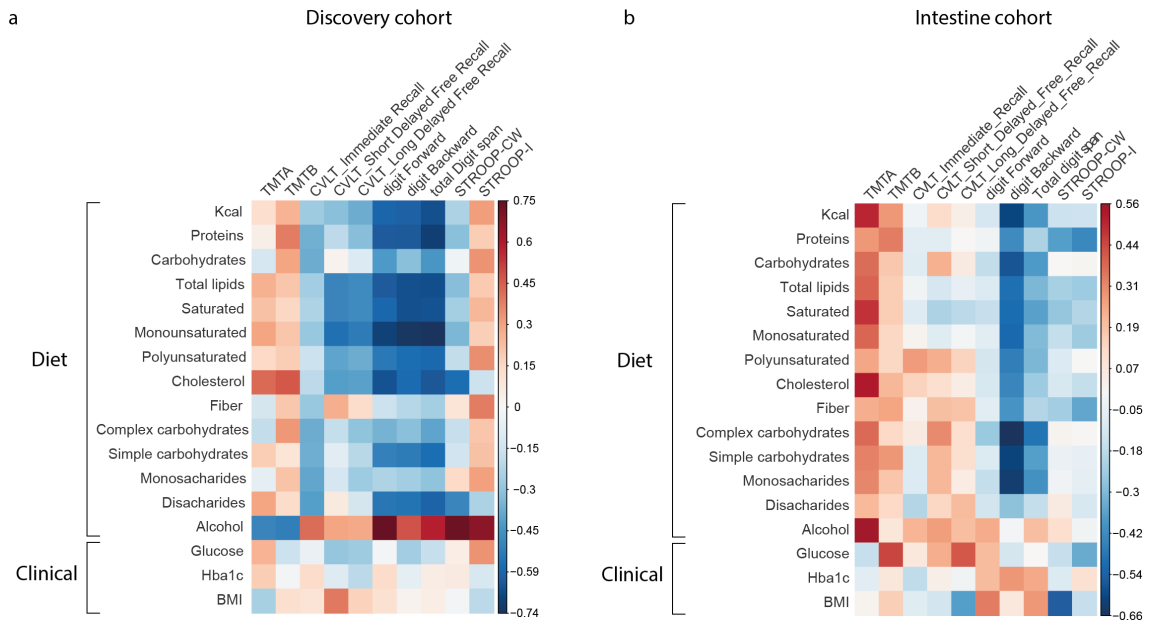 a
Discovery cohort
TMTA
TMTB
CVLT_Immediate Recall
CVLT_Short Delayed Free Recall
CVLT_Long Delayed Free Recall
digit Forward
digit Backward
total Digit span
STROOP-CW
STROOP-I
Diet
Kcal
Proteins
Carbohydrates
Total lipids
Saturated
Monounsaturated
Polyunsaturated
Cholesterol
Fiber
Complex carbohydrates
Simple carbohydrates
Monosacharides
Disacharides
Alcohol
Clinical
Glucose
Hba1c
BMI
0.75
0.6
0.45
0.3
0.15
0
−0.15
−0.3
−0.45
−0.59
−0.74
b
Intestine cohort
TMTA
TMTB
CVLT_Immediate_Recall
CVLT_Short_Delayed_Free_Recall
CVLT_Long_Delayed_Free_Recall
digit Forward
digit Backward
Total digit span
STROOP-CW
STROOP-I
Diet
Kcal
Proteins
Carbohydrates
Total lipids
Saturated
Monosaturated
Polyunsaturated
Cholesterol
Fiber
Complex carbohydrates
Simple carbohydrates
Monosacharides
Disacharides
Alcohol
Clinical
Glucose
Hba1c
BMI
0.56
0.44
0.31
0.19
0.07
−0.05
−0.18
−0.3
−0.42
−0.54
−0.66